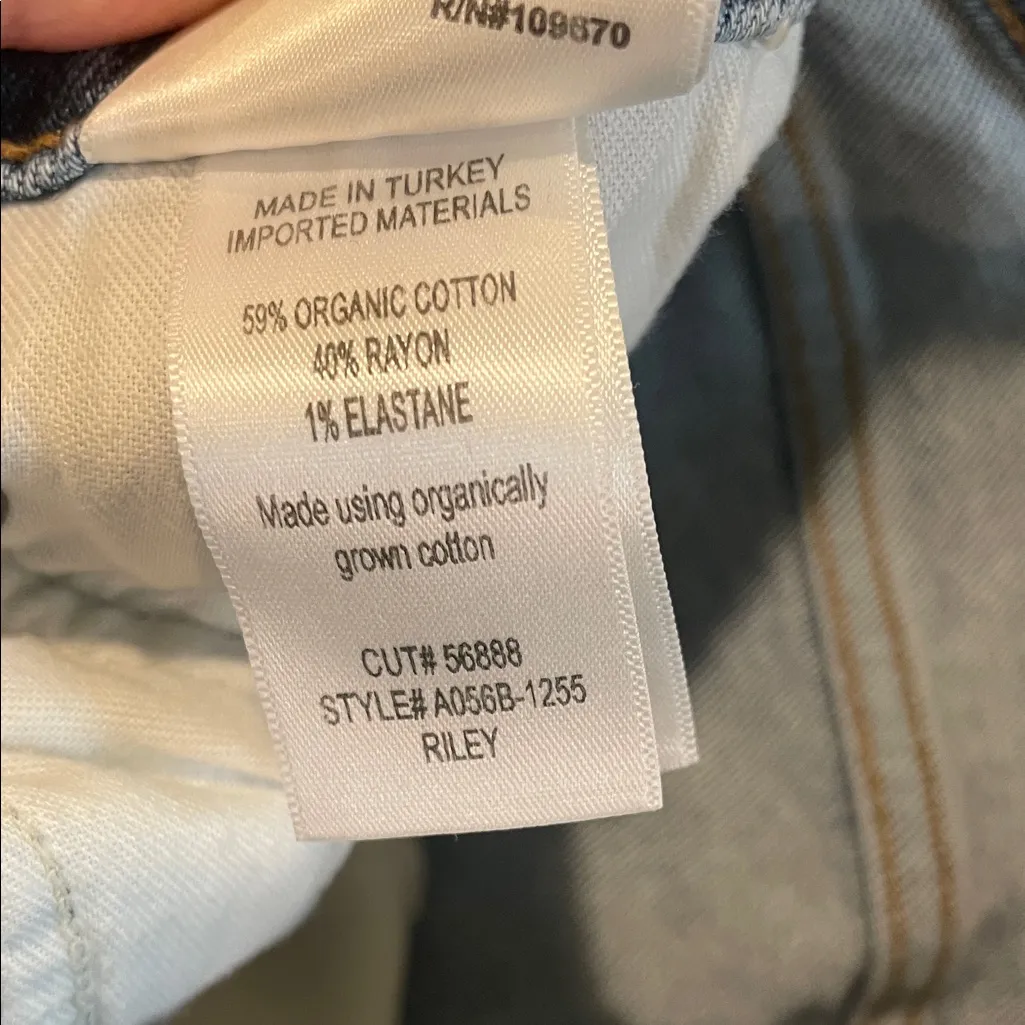 R/N#109870
MADE IN TURKEY
IMPORTED MATERIALS
59% ORGANIC COTTON
40% RAYON
1% ELASTANE
Made using organically
grown cotton
CUT# 56888
STYLE# A056B-1255
RILEY